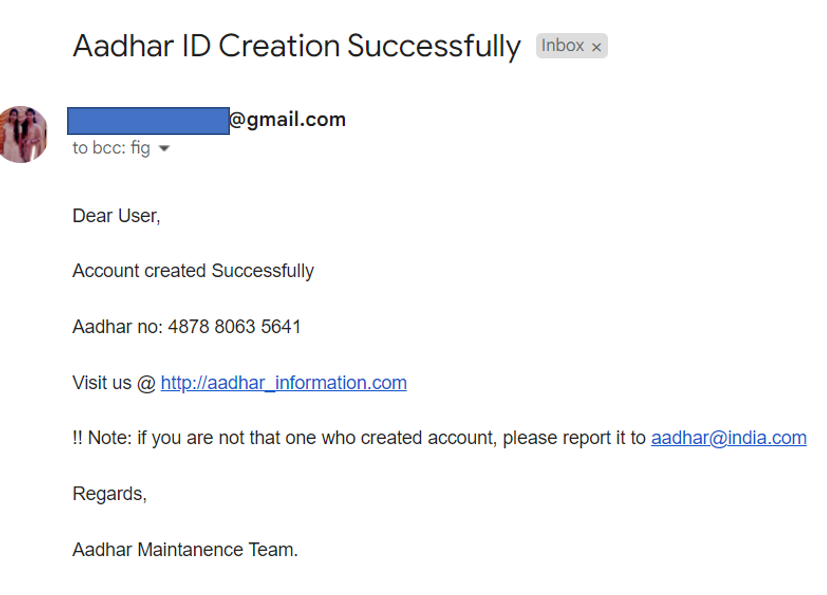 Aadhar ID Creation Successfully Inbox ×
@gmail.com
to bcc: fig
Dear User,
Account created Successfully
Aadhar no: 4878 8063 5641
Visit us @ http://aadhar_information.com
!! Note: if you are not that one who created account, please report it to aadhar@india.com
Regards,
Aadhar Maintanence Team.